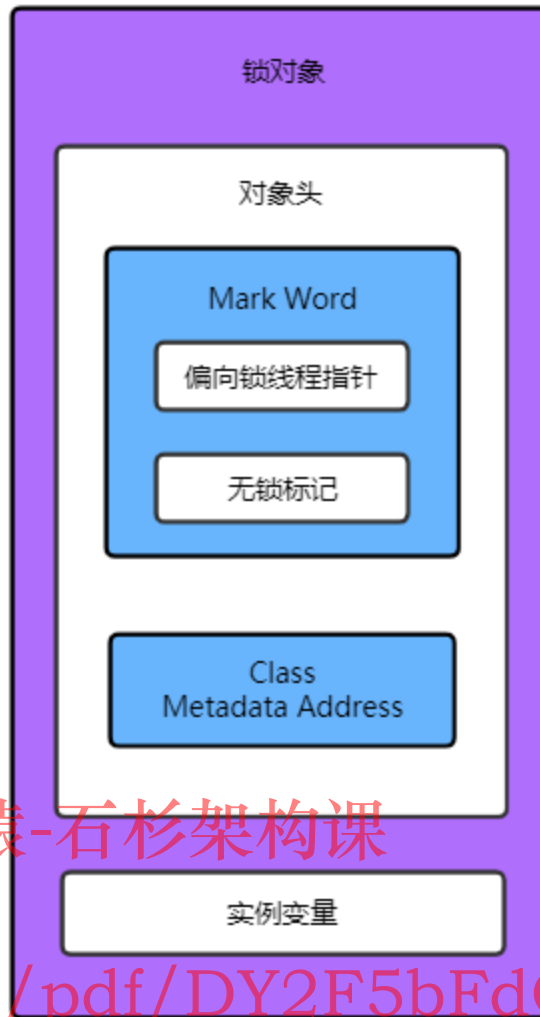 锁对象
对象头
Mark Word
偏向锁线程指针
无锁标记
Class
Metadata Address
-石杉架构课
实例变量
/pdf/DY2F5bFd